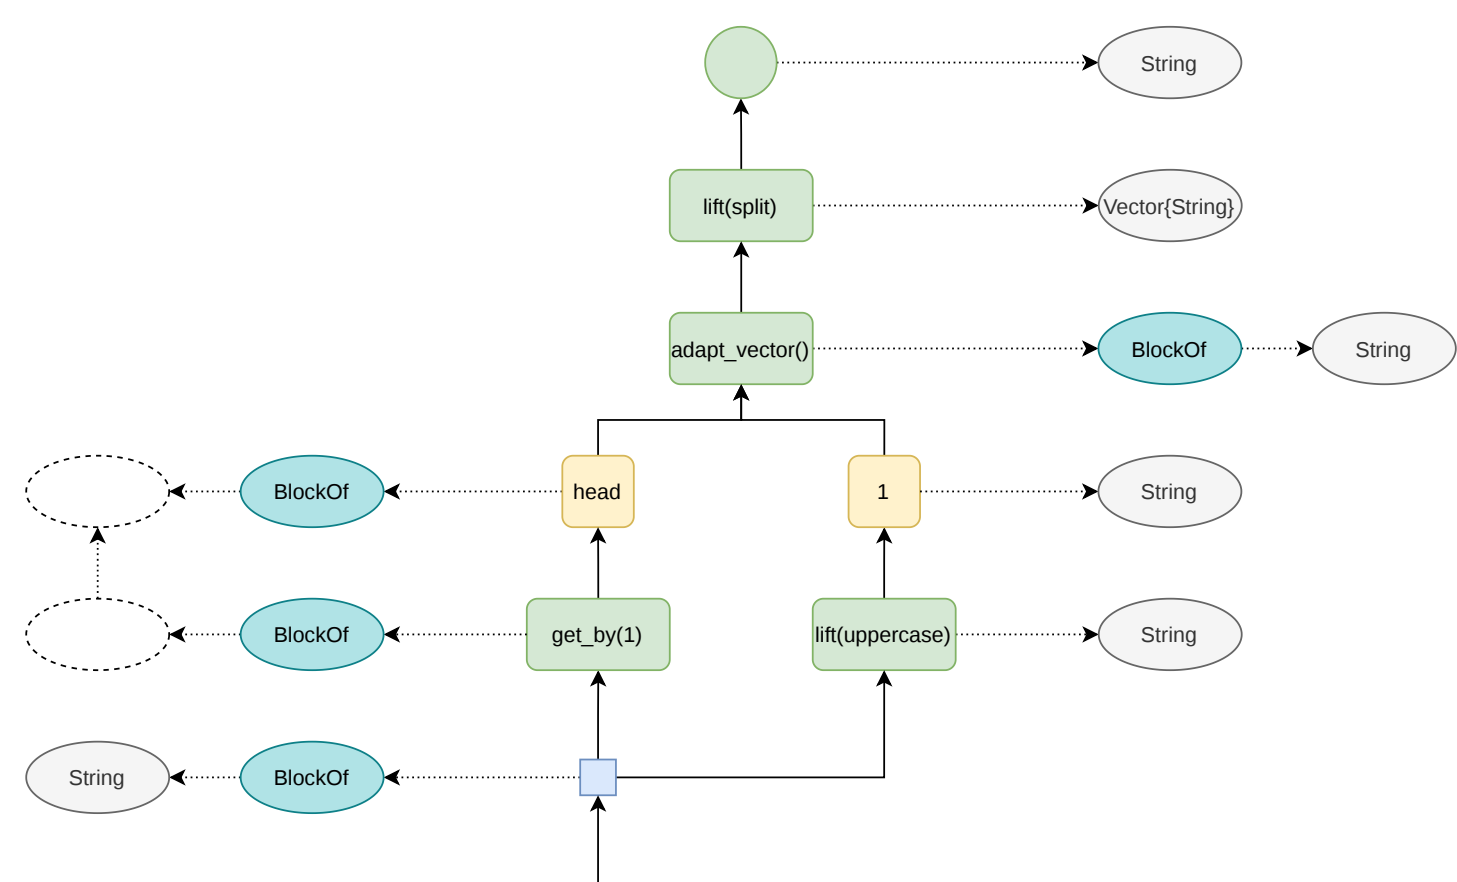 String
lift(split)
Vector{String}
adapt_vector()
BlockOf
String
BlockOf
head
1
String
BlockOf
get_by(1)
lift(uppercase)
String
String
BlockOf